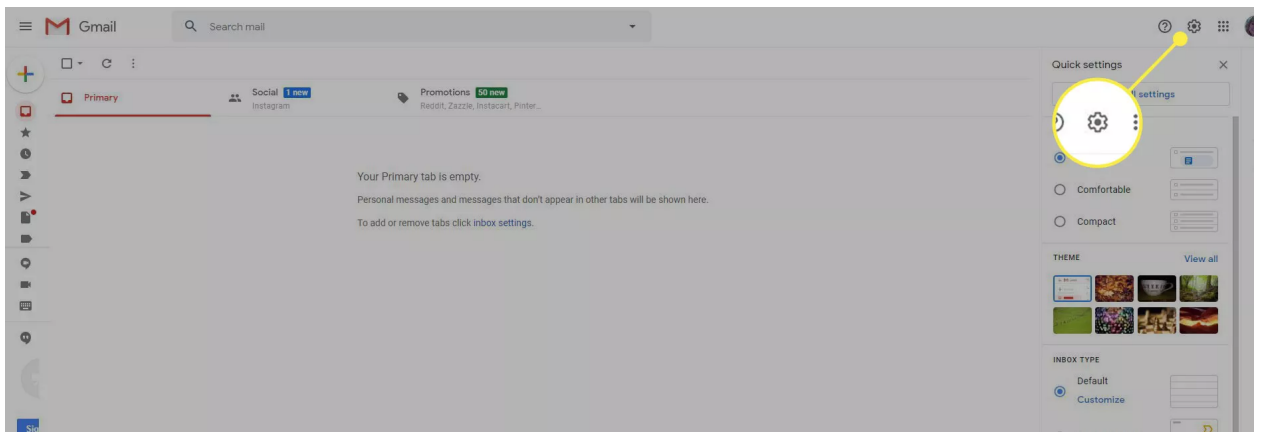 Gmail
Search mail
Quick settings
settings
Primary
Social 1 new
Instagram
Promotions 50 new
Reddit, Zazzle, Instacart, Pinter...
Your Primary tab is empty.
Personal messages and messages that don't appear in other tabs will be shown here.
To add or remove tabs click inbox settings.
Comfortable
Compact
THEME
View all
INBOX TYPE
Default
Customize